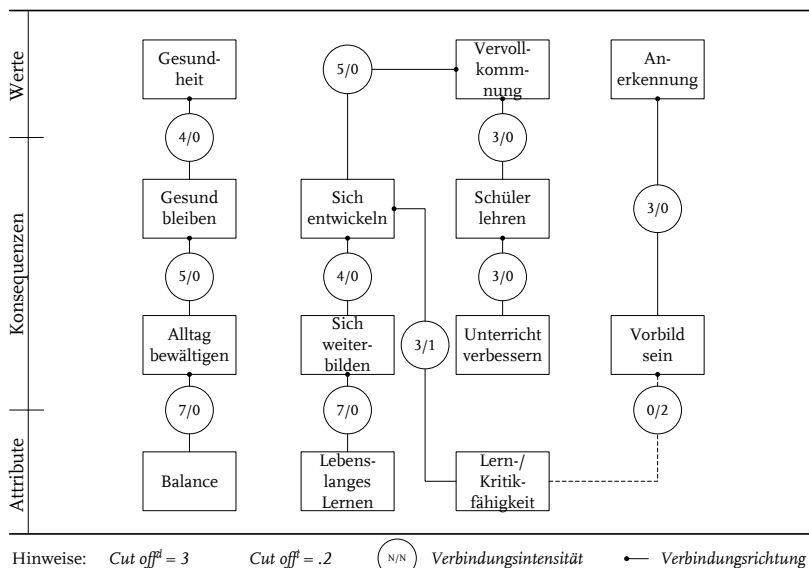 Werte
Konsequenzen
Attribute
Gesund-
heit
5/0
Vervoll-
komm-
nung
An-
erkennung
4/0
3/0
Gesund
bleiben
Sich
entwickeln
Schüler
lehren
3/0
5/0
4/0
3/0
Alltag
bewältigen
Sich
weiter-
bilden
3/1
Unterricht
verbessern
Vorbild
sein
7/0
7/0
0/2
Balance
Lebens-
langes
Lernen
Lern-/
Kritik-
fähigkeit
Hinweise: Cut off^d = 3 Cut off^t = .2 N/N Verbindungsintensität Verbindungsrichtung